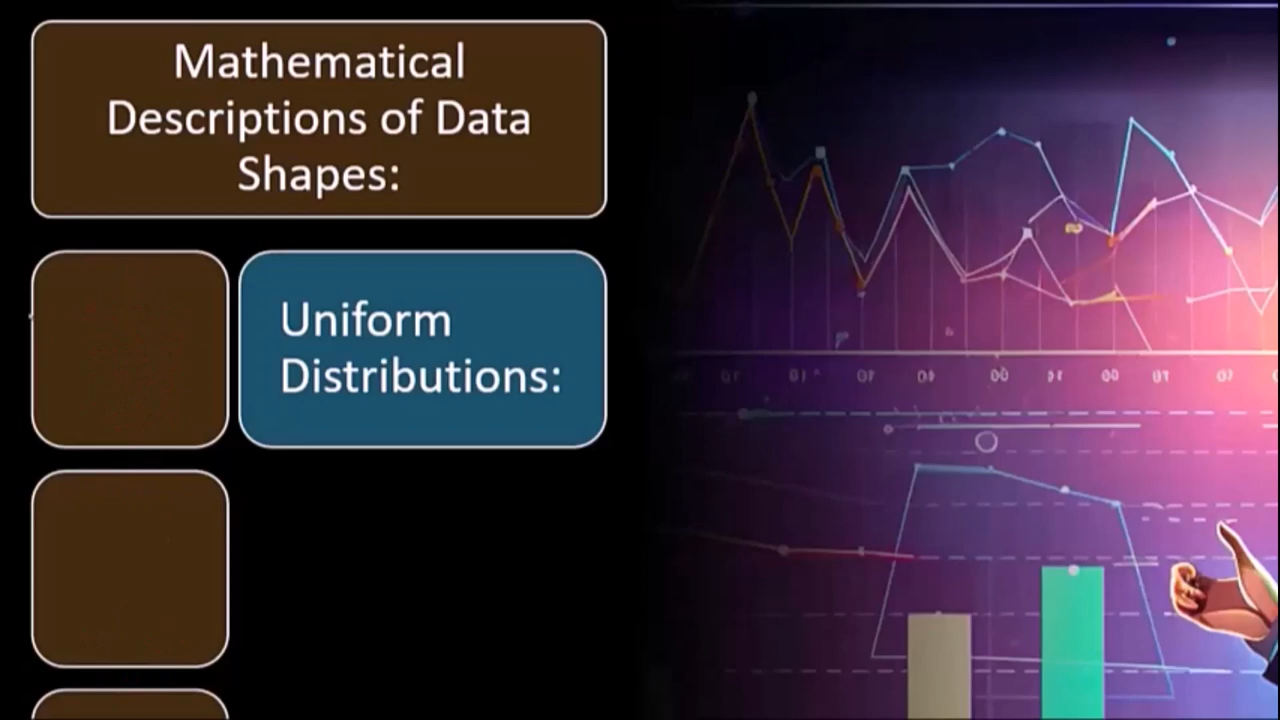 Mathematical
Descriptions of Data
Shapes:
Uniform
Distributions: